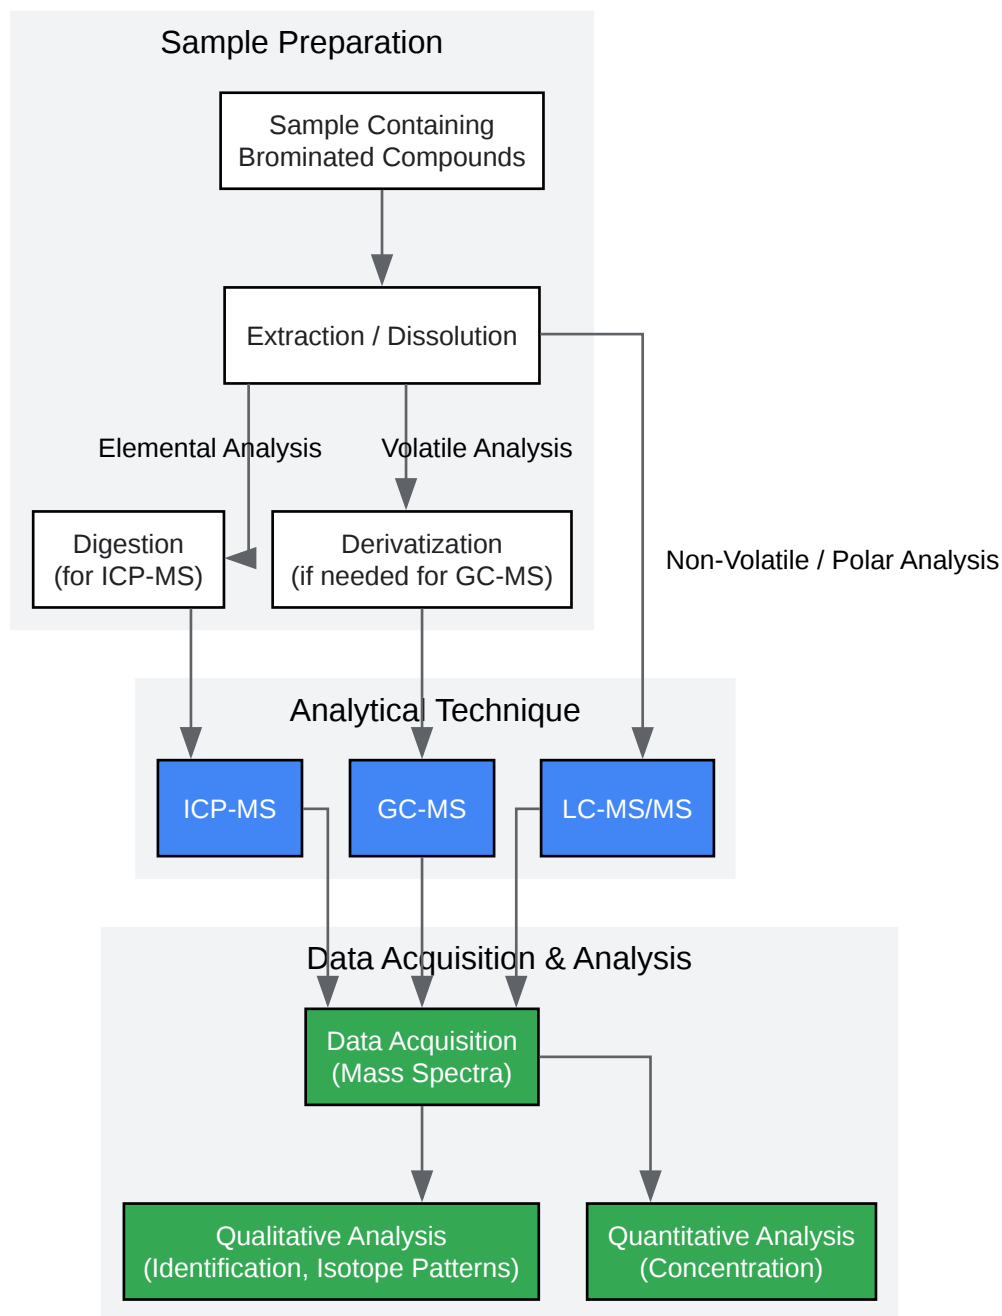 Sample Preparation
Sample Containing
Brominated Compounds
Extraction / Dissolution
Elemental Analysis
Volatile Analysis
Digestion
(for ICP-MS)
Derivatization
(if needed for GC-MS)
Non-Volatile / Polar Analysis
Analytical Technique
ICP-MS
GC-MS
LC-MS/MS
Data Acquisition & Analysis
Data Acquisition
(Mass Spectra)
Qualitative Analysis
(Identification, Isotope Patterns)
Quantitative Analysis
(Concentration)